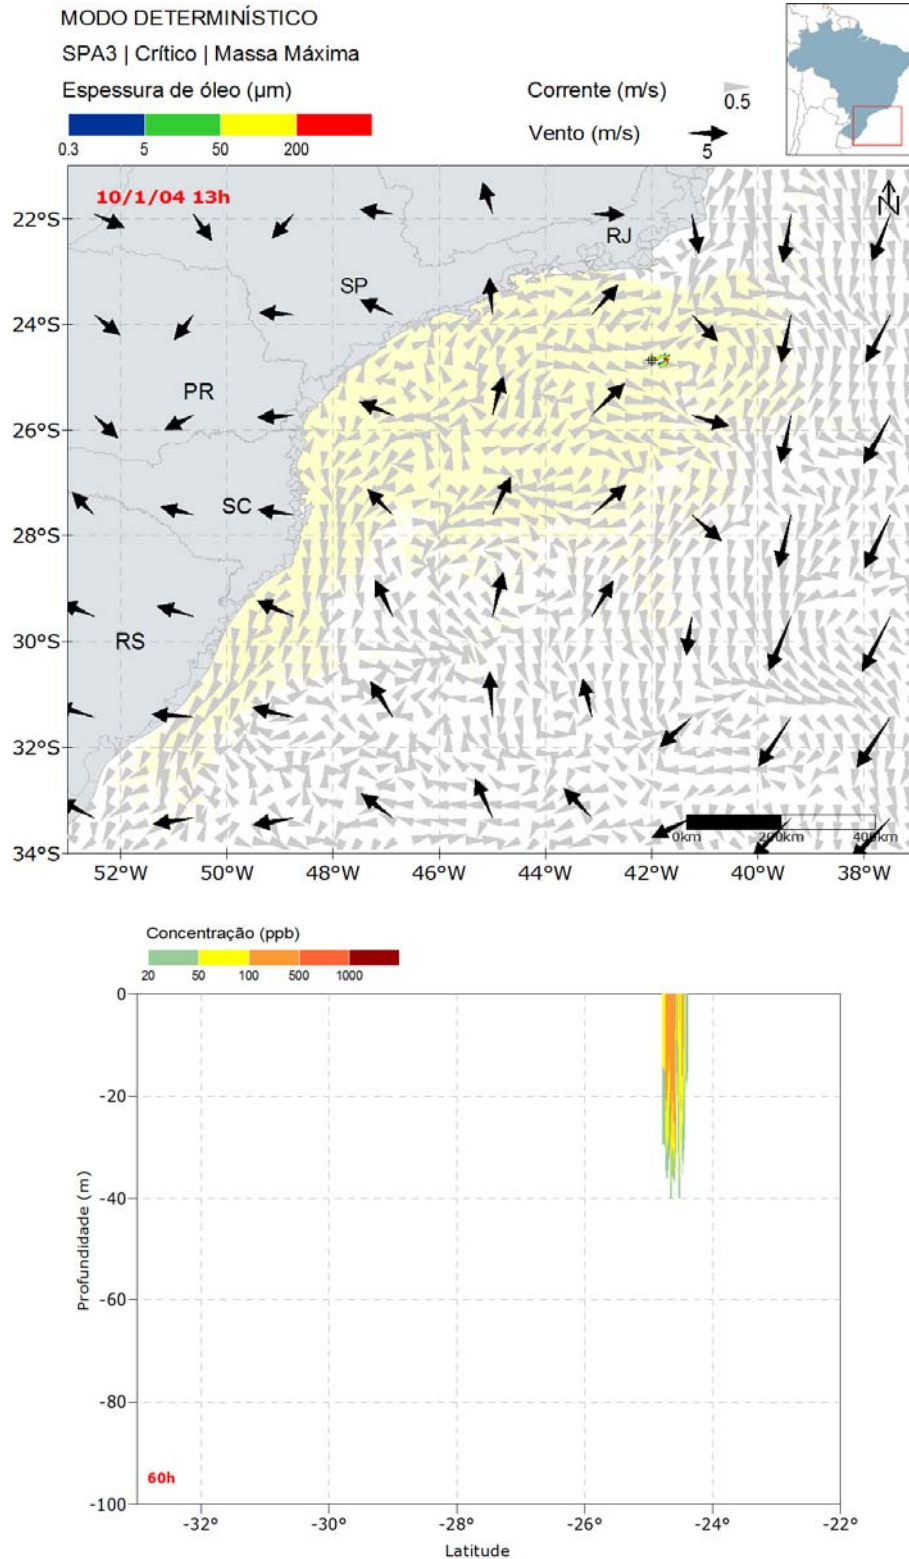 MODO DETERMINÍSTICO
SPA3 | Crítico | Massa Máxima
Espessura de óleo (µm)
0.3 5 50 200
Corrente (m/s) 0.5
Vento (m/s) 5
10/1/04 13h
N
22°S
24°S
26°S
28°S
30°S
32°S
34°S
RJ
SP
PR
SC
RS
0km 200km 400km
52°W 50°W 48°W 46°W 44°W 42°W 40°W 38°W
Concentração (ppb)
20 50 100 500 1000
0
-20
-40
-60
-80
-100
Profundidade (m)
60h
-32° -30° -28° -26° -24° -22°
Latitude